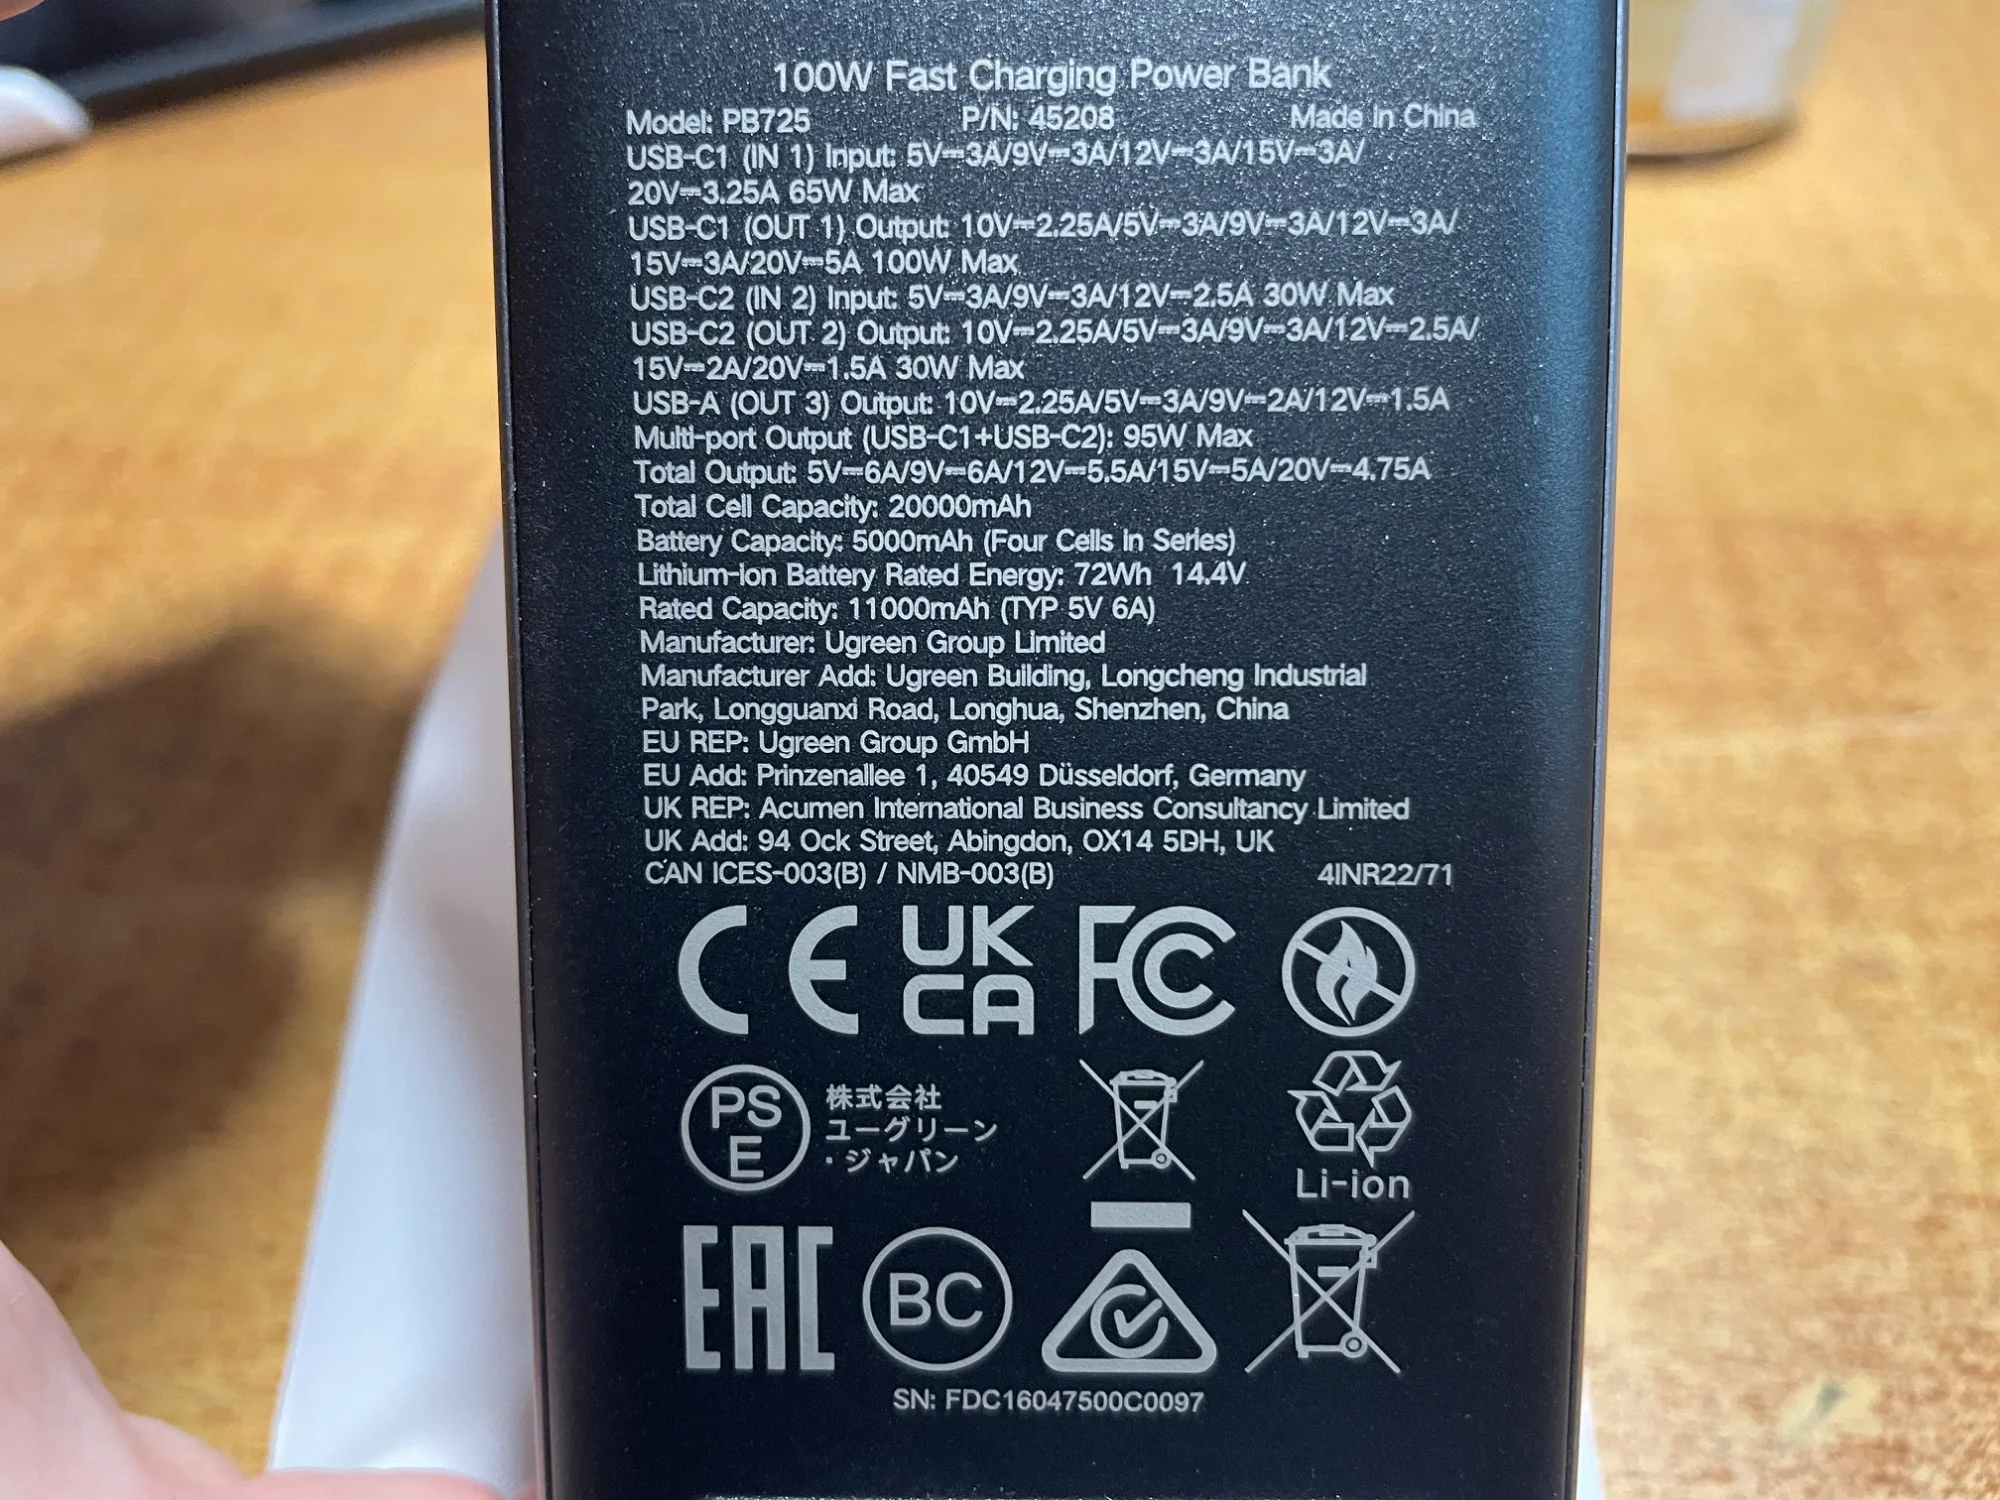 100W Fast Charging Power Bank
Model: PB725 P/N: 45208 Made in China
USB-C1 (IN 1) Input: 5V⎓3A/9V⎓3A/12V⎓3A/15V⎓3A/
20V⎓3.25A 65W Max
USB-C1 (OUT 1) Output: 10V⎓2.25A/5V⎓3A/9V⎓3A/12V⎓3A/
15V⎓3A/20V⎓5A 100W Max
USB-C2 (IN 2) Input: 5V⎓3A/9V⎓3A/12V⎓2.5A 30W Max
USB-C2 (OUT 2) Output: 10V⎓2.25A/5V⎓3A/9V⎓3A/12V⎓2.5A/
15V⎓2A/20V⎓1.5A 30W Max
USB-A (OUT 3) Output: 10V⎓2.25A/5V⎓3A/9V⎓2A/12V⎓1.5A
Multi-port Output (USB-C1+USB-C2): 95W Max
Total Output: 5V⎓6A/9V⎓6A/12V⎓5.5A/15V⎓5A/20V⎓4.75A
Total Cell Capacity: 20000mAh
Battery Capacity: 5000mAh (Four Cells in Series)
Lithium-ion Battery Rated Energy: 72Wh 14.4V
Rated Capacity: 11000mAh (TYP 5V 6A)
Manufacturer: Ugreen Group Limited
Manufacturer Add: Ugreen Building, Longcheng Industrial
Park, Longguanxi Road, Longhua, Shenzhen, China
EU REP: Ugreen Group GmbH
EU Add: Prinzenallee 1, 40549 Düsseldorf, Germany
UK REP: Acumen International Business Consultancy Limited
UK Add: 94 Ock Street, Abingdon, OX14 5DH, UK
CAN ICES-003(B) / NMB-003(B) 4INR22/71
CE UK CA FC
PS E 株式会社
ユーグリーン
・ジャパン
Li-ion
EAC BC
SN: FDC16047500C0097